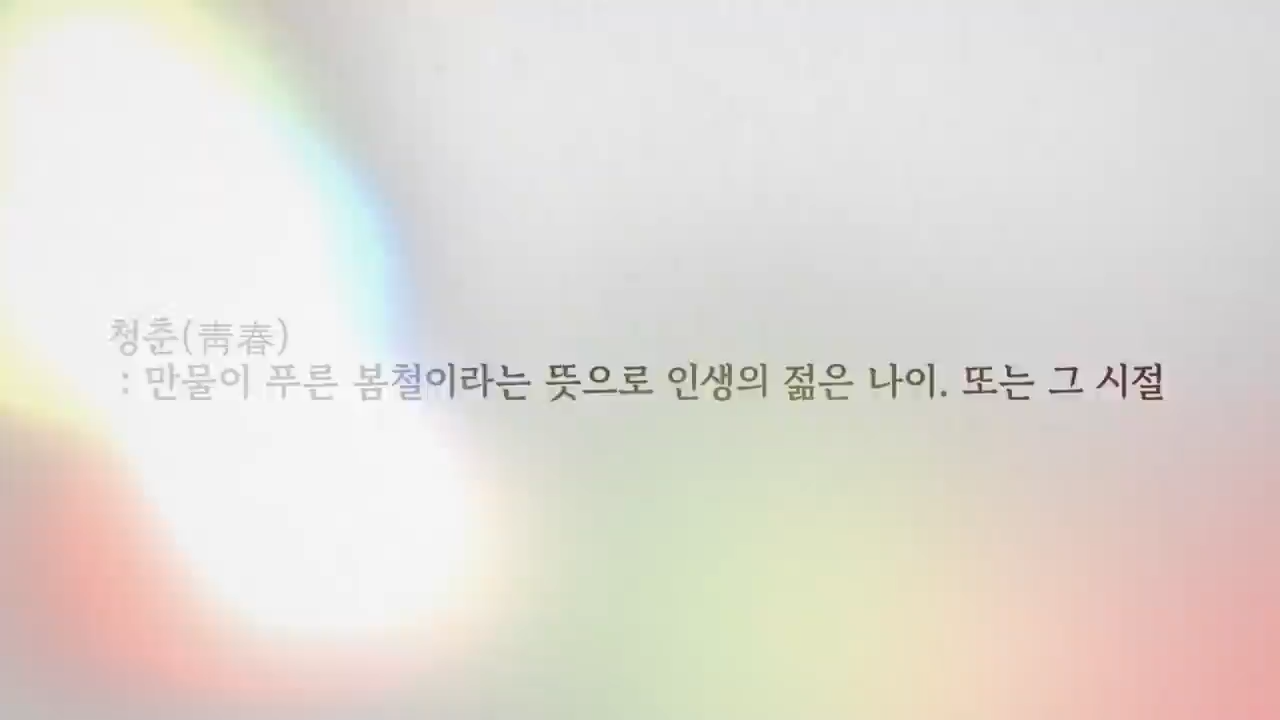 청춘(靑春)
: 만물이 푸른 봄철이라는 뜻으로 인생의 젊은 나이. 또는 그 시절